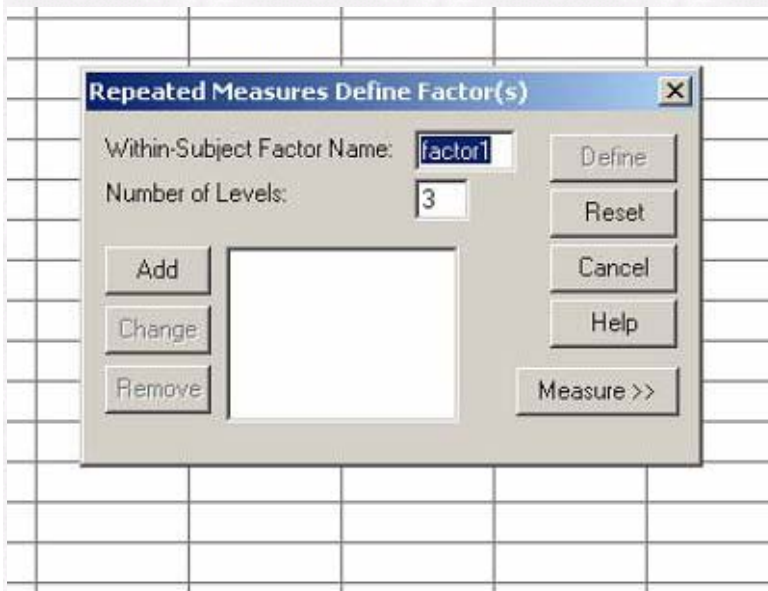 Repeated Measures Define Factor(s)
Within-Subject Factor Name: factor1 Define
Number of Levels: 3 Reset
Add Cancel
Change Help
Remove Measure >>